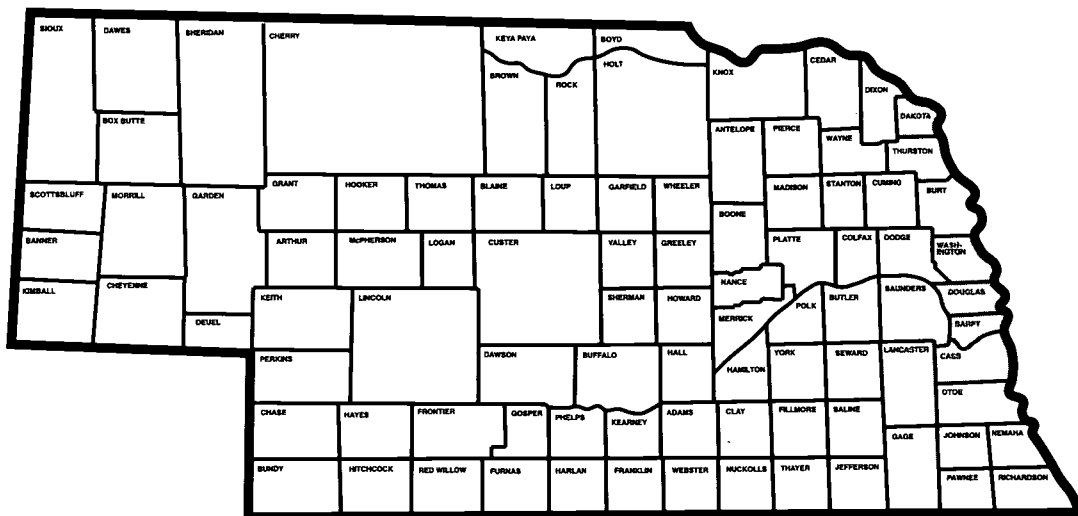 SIOUX
DAWES
SHERIDAN
CHERRY
KEYA PAYA
BOYD
HOLT
BROWN
ROCK
KNOX
CEDAR
DIXON
DAKOTA
BOX BUTTE
ANTELOPE
PIERCE
WAYNE
THURSTON
SCOTTSBLUFF
MORRILL
GARDEN
GRANT
HOOKER
THOMAS
BLAINE
LOUP
GARFIELD
WHEELER
MADISON
STANTON
CUMING
BURT
BOONE
BANNER
ARTHUR
McPHERSON
LOGAN
CUSTER
VALLEY
GREELEY
PLATTE
COLFAX
DODGE
WASH-
INGTON
KIMBALL
CHEYENNE
KEITH
LINCOLN
SHERMAN
HOWARD
NANCE
MERRICK
POLK
BUTLER
SAUNDERS
DOUGLAS
DEUEL
BARPY
PERKINS
DAWSON
BUFFALO
HALL
HAMILTON
YORK
SEWARD
LANCASTER
CASS
OTOE
CHASE
HAYES
FRONTIER
GOSPER
PHELPS
KEARNEY
ADAMS
CLAY
FILLMORE
SALINE
GAGE
JOHNSON
NEMAHA
BUNDY
HITCHCOCK
RED WILLOW
FURNAS
HARLAN
FRANKLIN
WEBSTER
NUCKOLLS
THAYER
JEFFERSON
PAWNEE
RICHARDSON